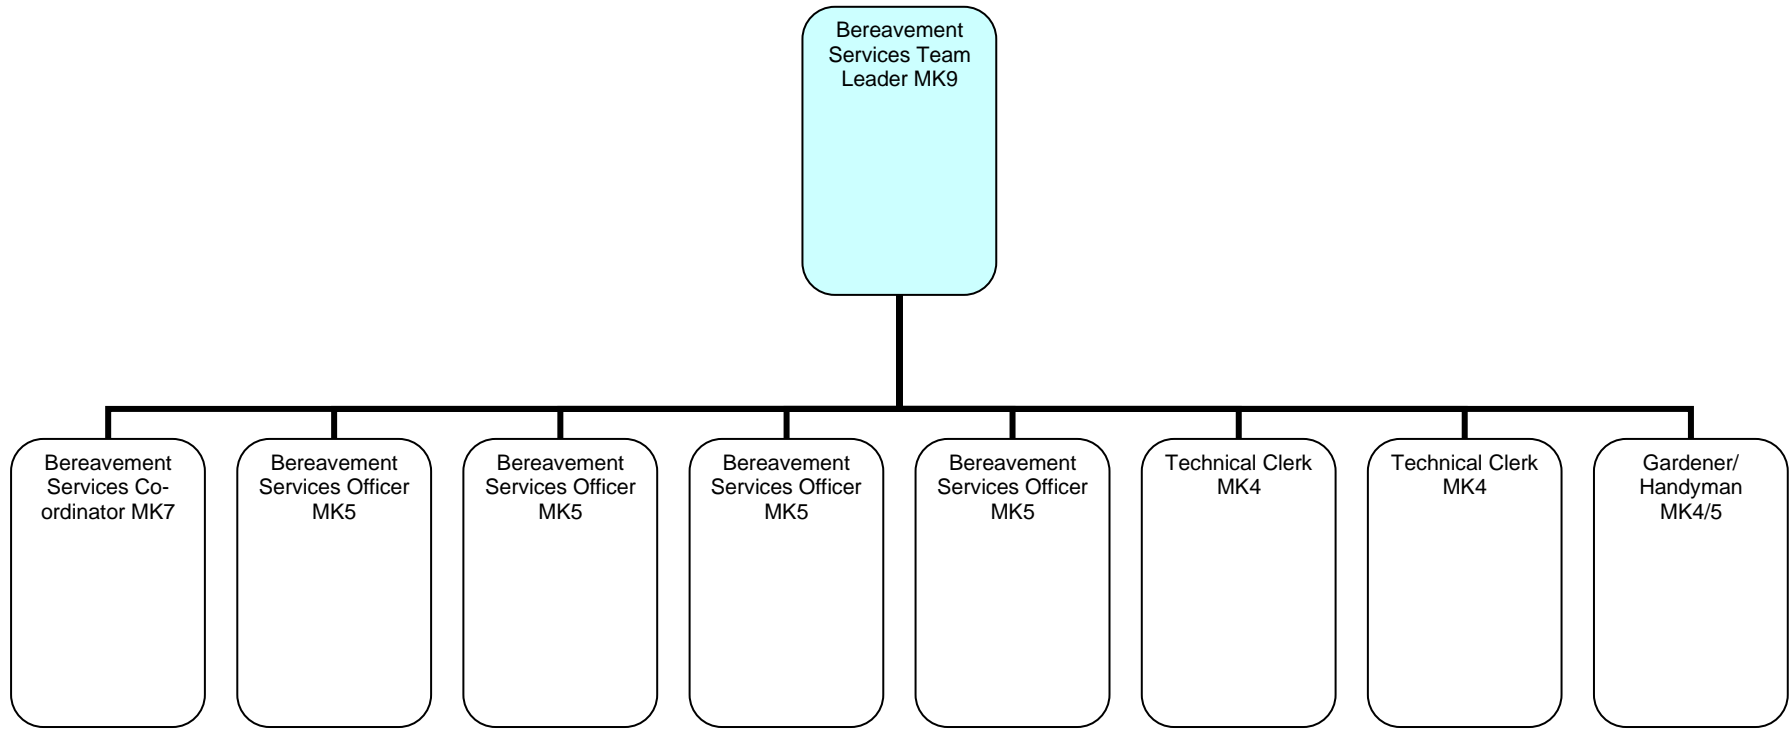 Bereavement
Services Team
Leader MK9
Bereavement
Services Co-
ordinator MK7
Bereavement
Services Officer
MK5
Bereavement
Services Officer
MK5
Bereavement
Services Officer
MK5
Bereavement
Services Officer
MK5
Technical Clerk
MK4
Technical Clerk
MK4
Gardener/
Handyman
MK4/5